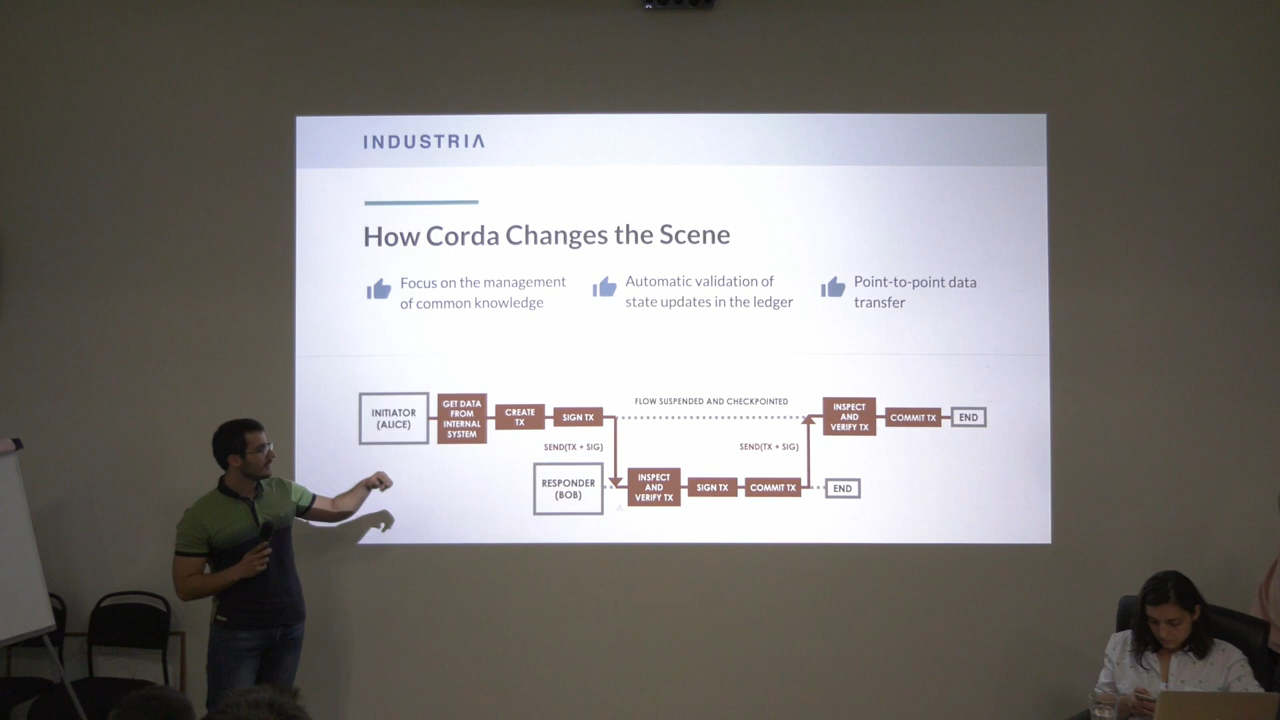 INDUSTRIA
How Corda Changes the Scene
Focus on the management
of common knowledge
Automatic validation of
state updates in the ledger
Point-to-point data
transfer
INITIATOR
(ALICE)
GET DATA
FROM
INTERNAL
SYSTEM
CREATE
TX
SIGN TX
FLOW SUSPENDED AND CHECKPOINTED
INSPECT
AND
VERIFY TX
COMMIT TX
END
SEND(TX + SIG)
SEND(TX + SIG)
RESPONDER
(BOB)
INSPECT
AND
VERIFY TX
SIGN TX
COMMIT TX
END